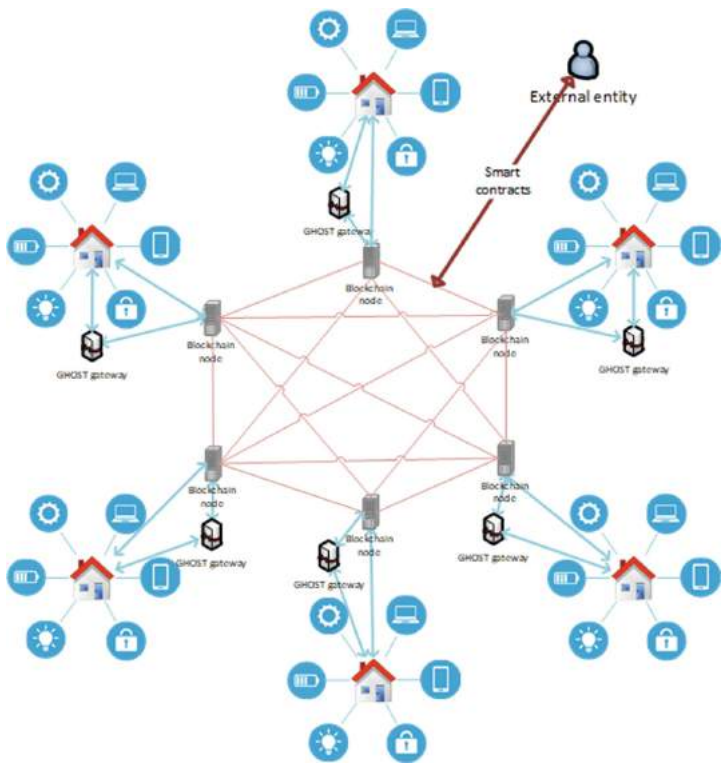 External entity
Smart
contracts
GHOST gateway
Blockchain
node
Blockchain
node
Blockchain
node
GHOST gateway
GHOST gateway
Blockchain
node
Blockchain
node
Blockchain
node
GHOST gateway
GHOST gateway
GHOST gateway